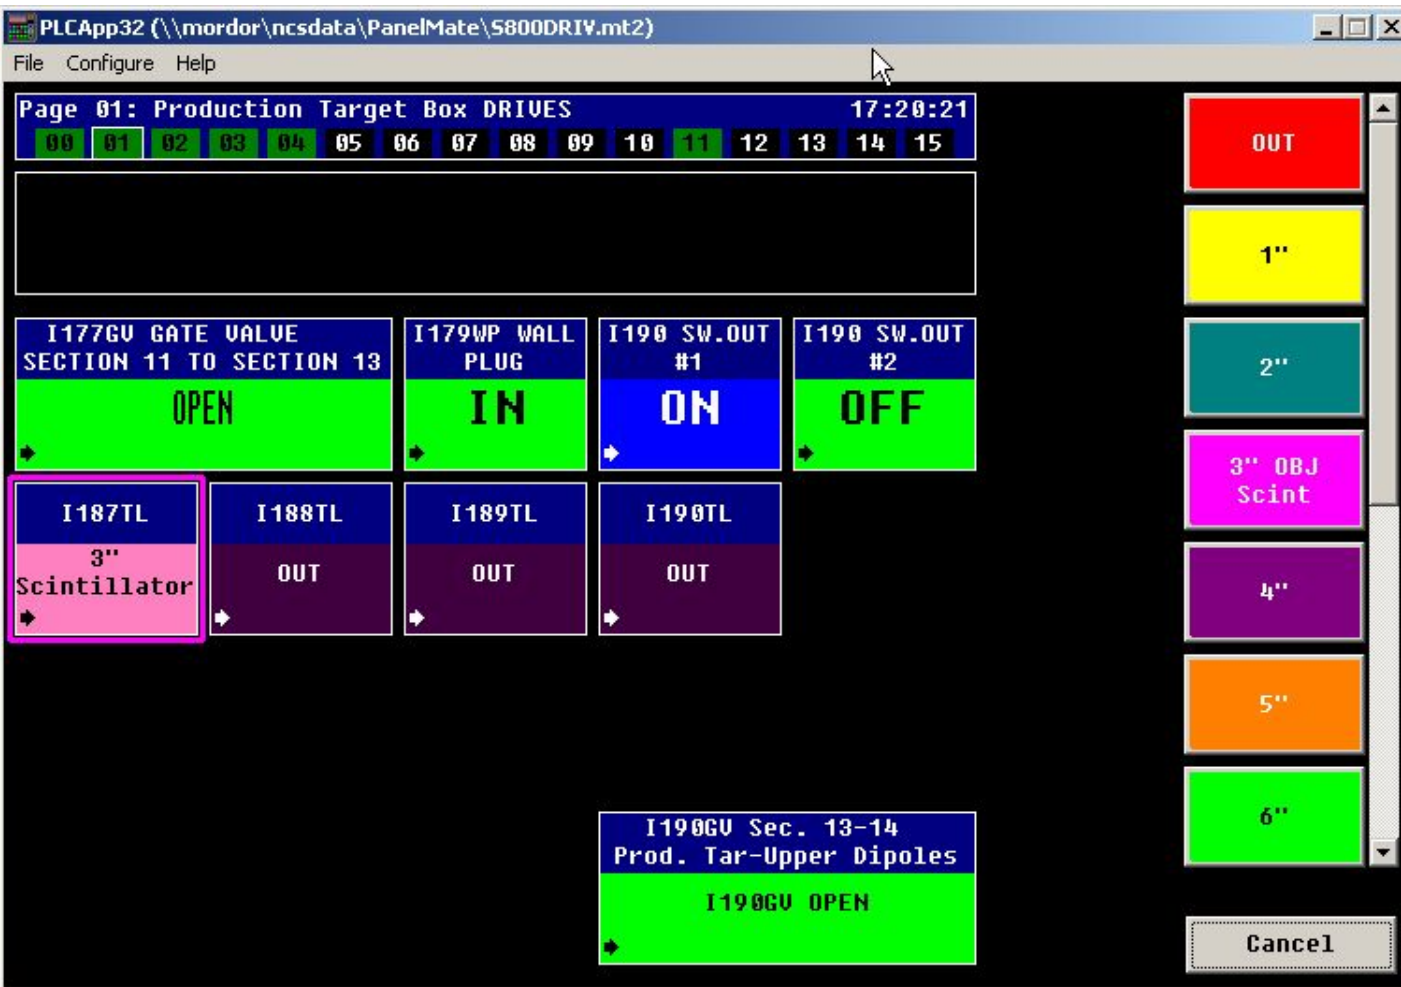 PLCApp32 (\\mordor\ncsdata\PanelMate\S800DRIV.mt2)
File Configure Help
Page 01: Production Target Box DRIVES 17:20:21
00 01 02 03 04 05 06 07 08 09 10 11 12 13 14 15
I177GV GATE VALVE
SECTION 11 TO SECTION 13
OPEN
I179WP WALL
PLUG
IN
I190 SW.OUT
#1
ON
I190 SW.OUT
#2
OFF
I187TL
3''
Scintillator
I188TL
OUT
I189TL
OUT
I190TL
OUT
I190GV Sec. 13-14
Prod. Tar-Upper Dipoles
I190GV OPEN
OUT
1''
2''
3'' OBJ
Scint
4''
5''
6''
Cancel